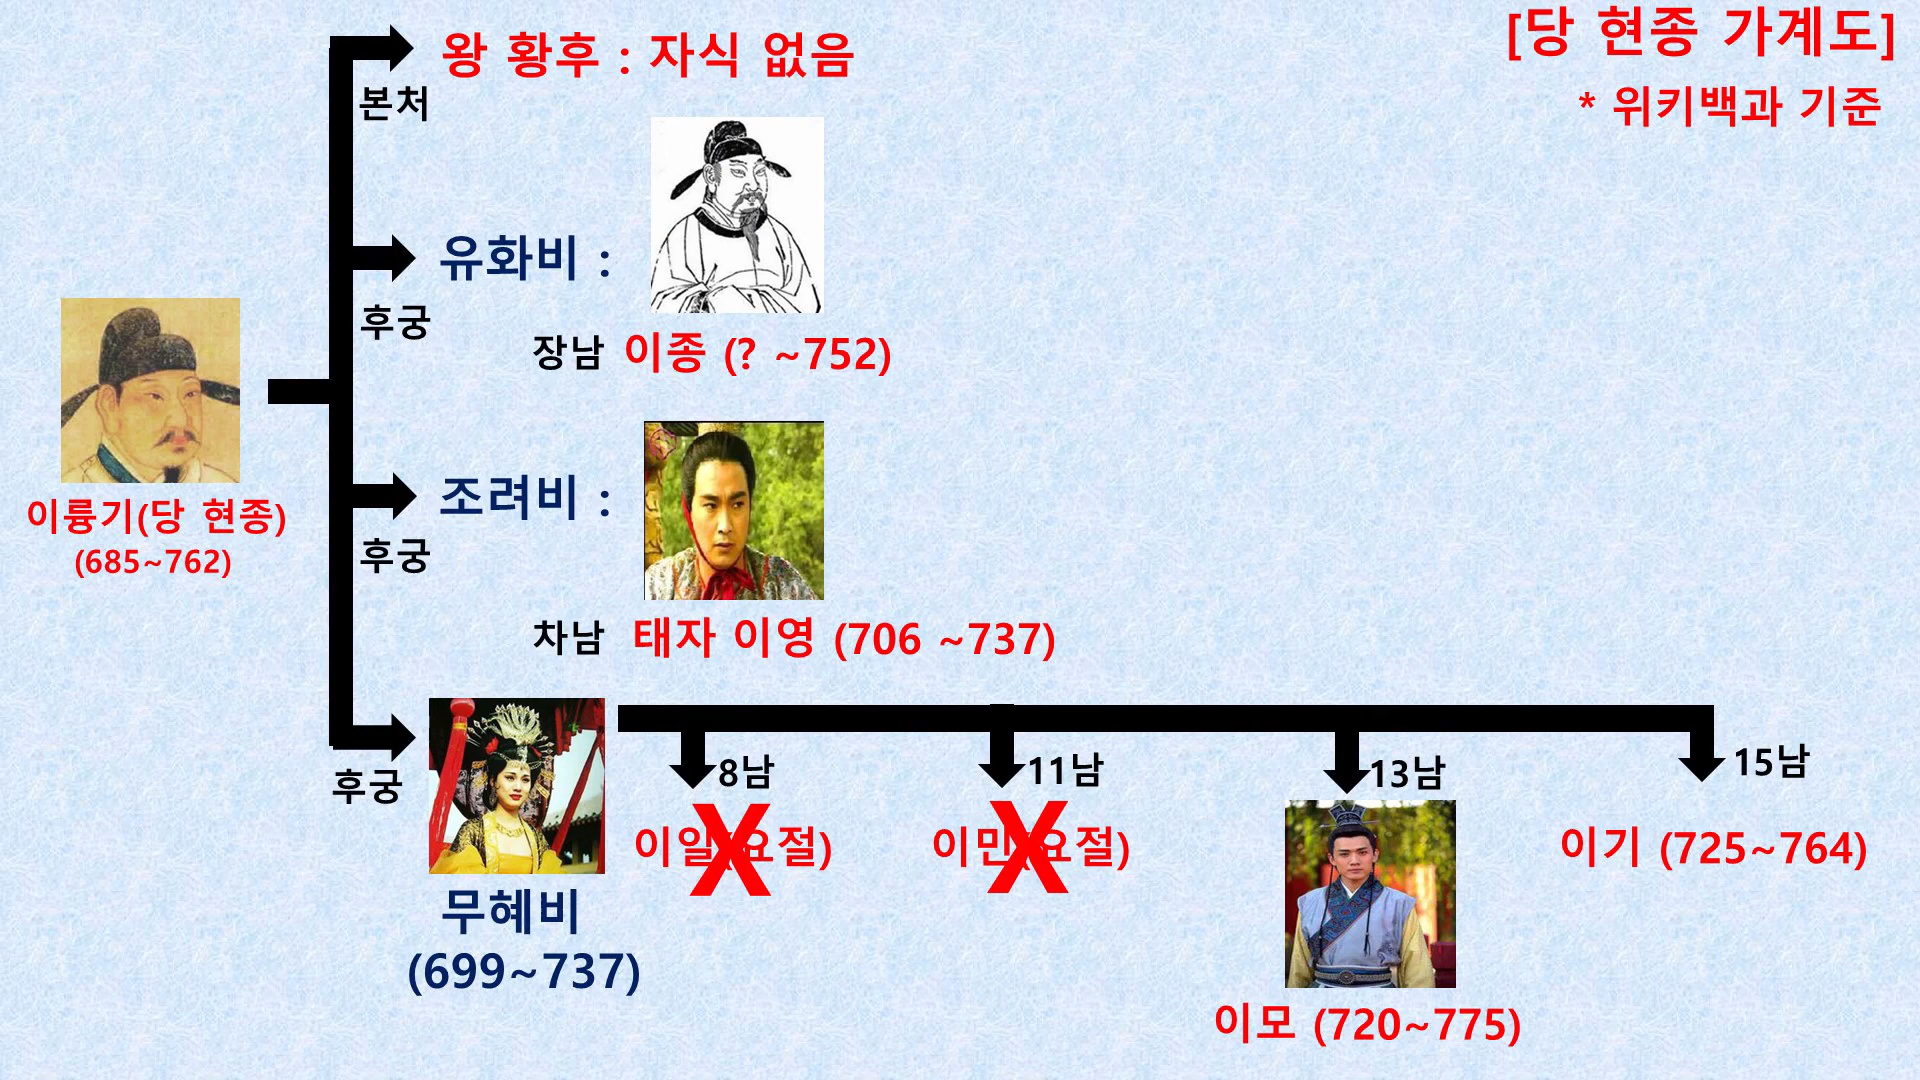 [당 현종 가계도]
* 위키백과 기준
왕 황후 : 자식 없음
본처
유화비 :
후궁
장남 이종 (? ~752)
이륭기(당 현종)
(685~762)
조려비 :
후궁
차남 태자 이영 (706 ~737)
후궁
무혜비
(699~737)
8남
이일(요절)
X
11남
이민(요절)
X
13남
이모 (720~775)
15남
이기 (725~764)